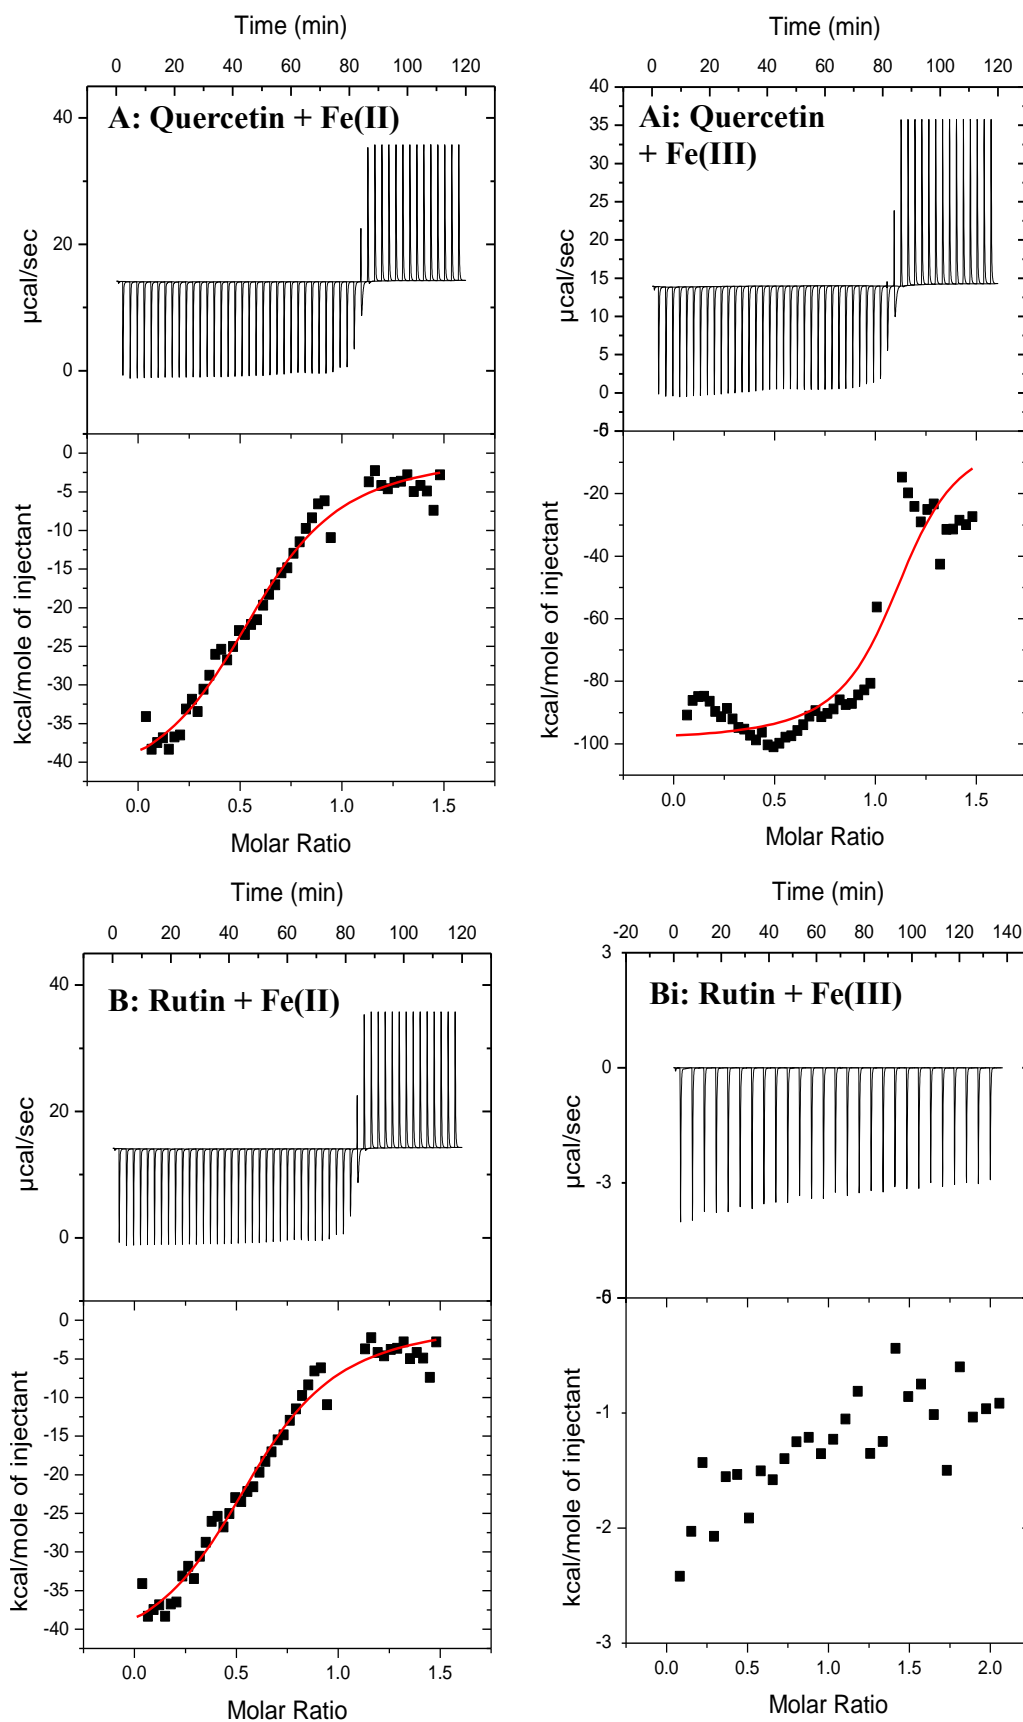 Time (min)
0 20 40 60 80 100 120
40
20
0
µcal/sec
A: Quercetin + Fe(II)
0
-5
-10
-15
-20
-25
-30
-35
-40
kcal/mole of injectant
0.0 0.5 1.0 1.5
Molar Ratio
Time (min)
0 20 40 60 80 100 120
40
35
30
25
20
15
10
5
0
-5
µcal/sec
Ai: Quercetin
+ Fe(III)
0
-20
-40
-60
-80
-100
kcal/mole of injectant
0.0 0.5 1.0 1.5
Molar Ratio
Time (min)
0 20 40 60 80 100 120
40
20
0
µcal/sec
B: Rutin + Fe(II)
0
-5
-10
-15
-20
-25
-30
-35
-40
kcal/mole of injectant
0.0 0.5 1.0 1.5
Molar Ratio
Time (min)
-20 0 20 40 60 80 100 120 140
3
0
-3
-6
µcal/sec
Bi: Rutin + Fe(III)
0
-1
-2
-3
kcal/mole of injectant
0.0 0.5 1.0 1.5 2.0
Molar Ratio